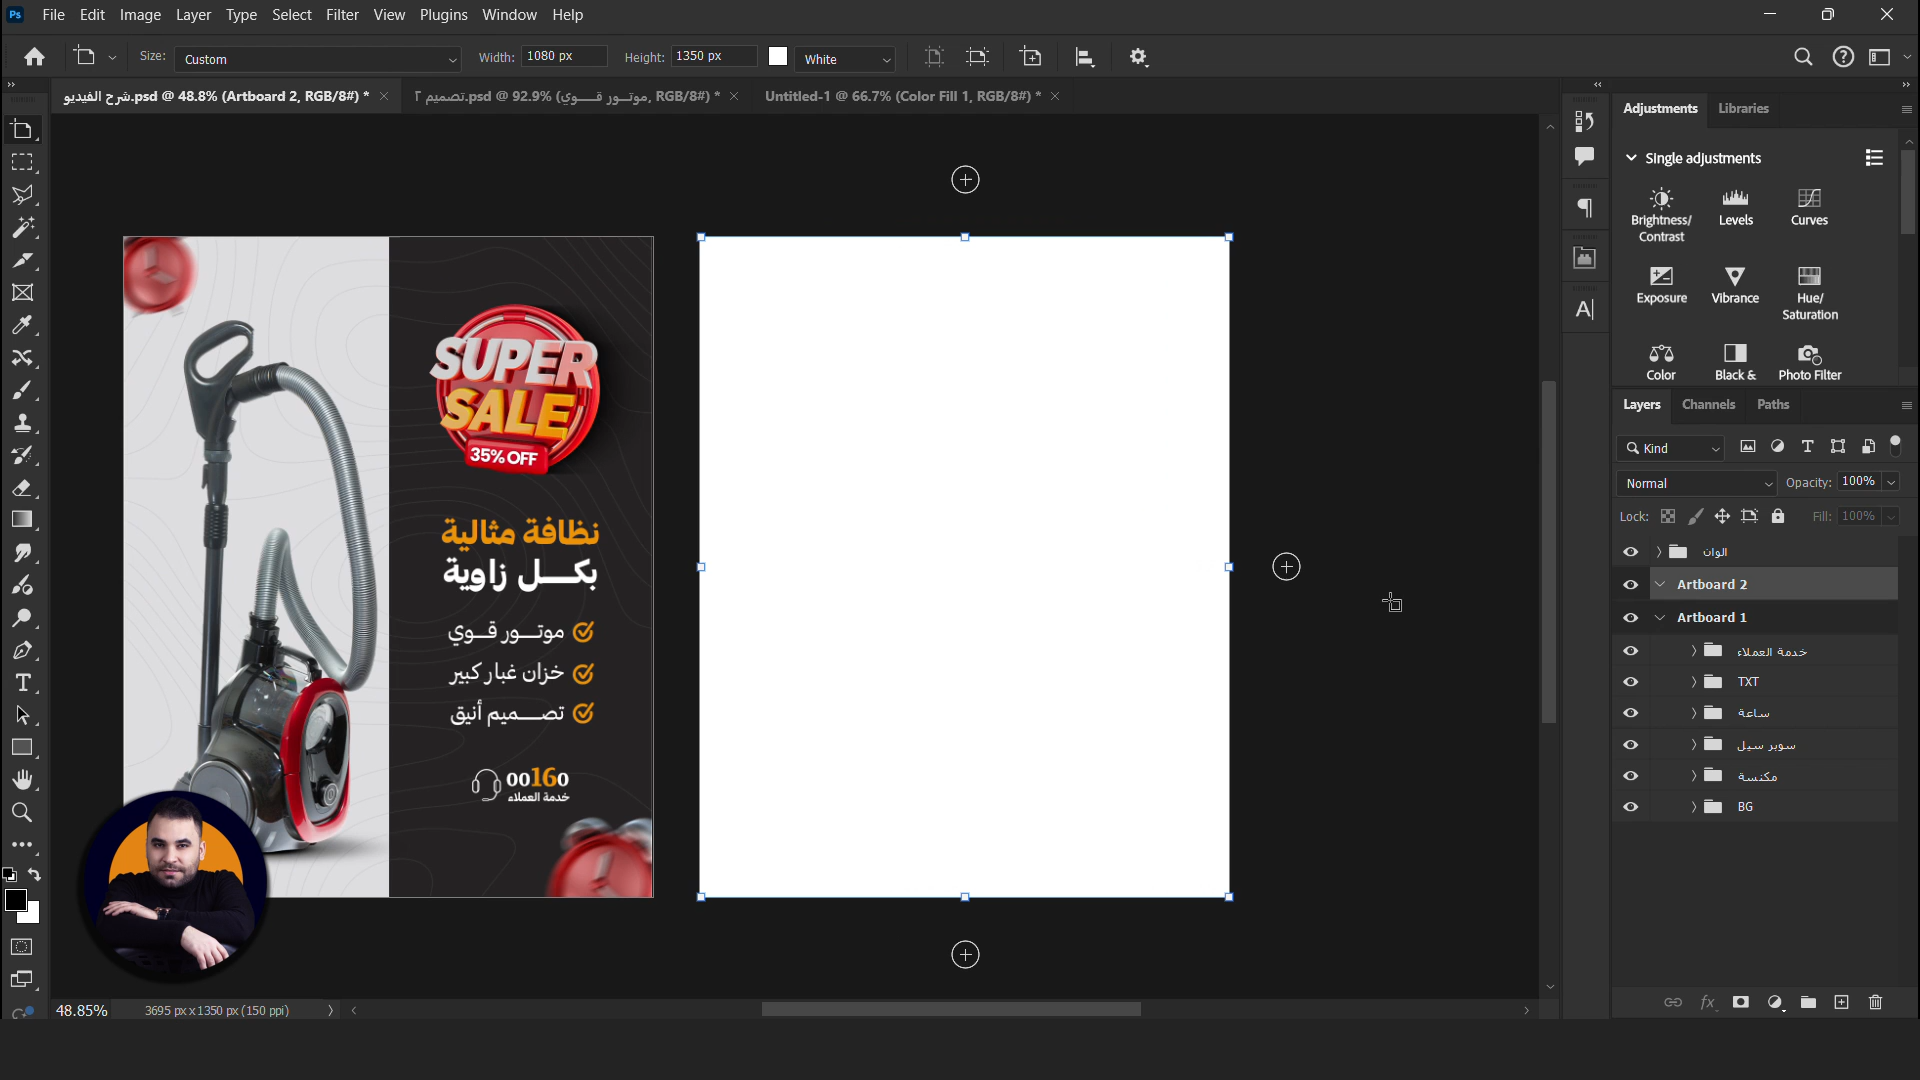 File Edit Image Layer Type Select Filter View Plugins Window Help
Size: Custom Width: 1080 px Height: 1350 px White
شرح الفيديو.psd @ 48.8% (Artboard 2, RGB/8#) *
تصميم ٢.psd @ 92.9% (موتــور قــــوي, RGB/8#) *
Untitled-1 @ 66.7% (Color Fill 1, RGB/8#) *
Adjustments Libraries
Single adjustments
Brightness/
Contrast
Levels
Curves
Exposure
Vibrance
Hue/
Saturation
Color
Black &
Photo Filter
Layers Channels Paths
Kind
Normal Opacity: 100%
Lock: Fill: 100%
الوان
Artboard 2
Artboard 1
خدمة العملاء
TXT
ساعة
سوبر سيل
مكنسة
BG
SUPER
SALE
35% OFF
نظافة مثالية
بكـــل زاوية
موتــور قــوي
خزان غبار كبير
تصـــميم أنيق
00160
خدمة العملاء
48.85% 3695 px x 1350 px (150 ppi)